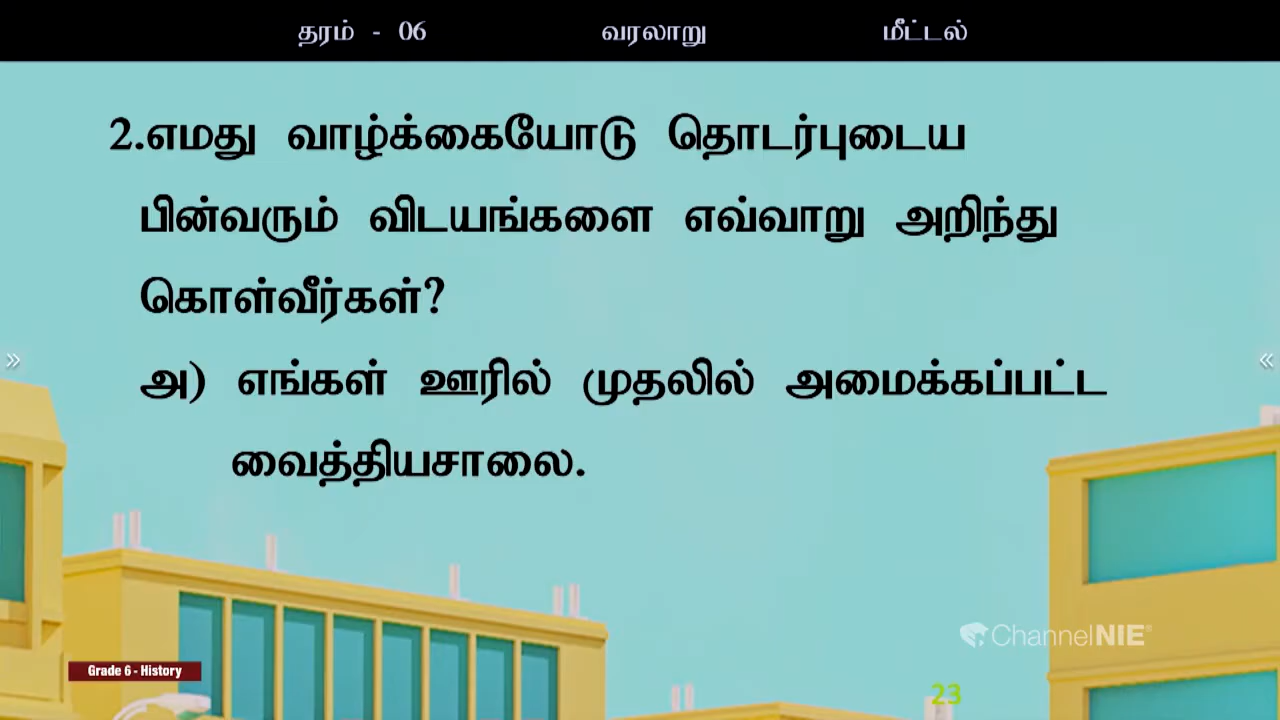 தரம் - 06 வரலாறு மீட்டல்
2.எமது வாழ்க்கையோடு தொடர்புடைய
பின்வரும் விடயங்களை எவ்வாறு அறிந்து
கொள்வீர்கள்?
அ) எங்கள் ஊரில் முதலில் அமைக்கப்பட்ட
வைத்தியசாலை.
ChannelNIE
Grade 6 - History
23